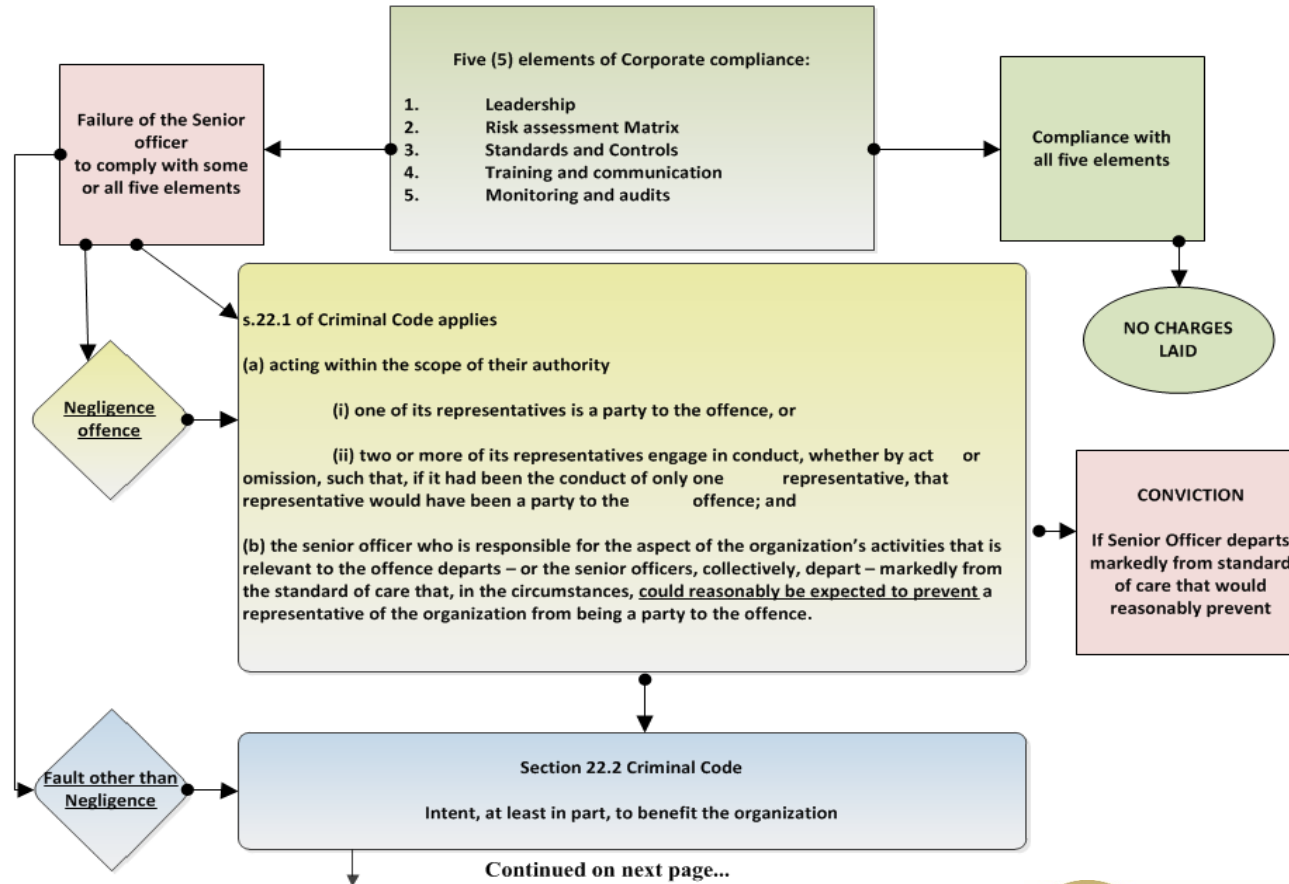 Five (5) elements of Corporate compliance:
1. Leadership
2. Risk assessment Matrix
3. Standards and Controls
4. Training and communication
5. Monitoring and audits
Failure of the Senior
officer
to comply with some
or all five elements
Compliance with
all five elements
NO CHARGES
LAID
s.22.1 of Criminal Code applies
(a) acting within the scope of their authority
(i) one of its representatives is a party to the offence, or
(ii) two or more of its representatives engage in conduct, whether by act or
omission, such that, if it had been the conduct of only one representative, that
representative would have been a party to the offence; and
(b) the senior officer who is responsible for the aspect of the organization’s activities that is
relevant to the offence departs – or the senior officers, collectively, depart – markedly from
the standard of care that, in the circumstances, could reasonably be expected to prevent a
representative of the organization from being a party to the offence.
Negligence
offence
CONVICTION
If Senior Officer departs
markedly from standard
of care that would
reasonably prevent
Fault other than
Negligence
Section 22.2 Criminal Code
Intent, at least in part, to benefit the organization
Continued on next page...